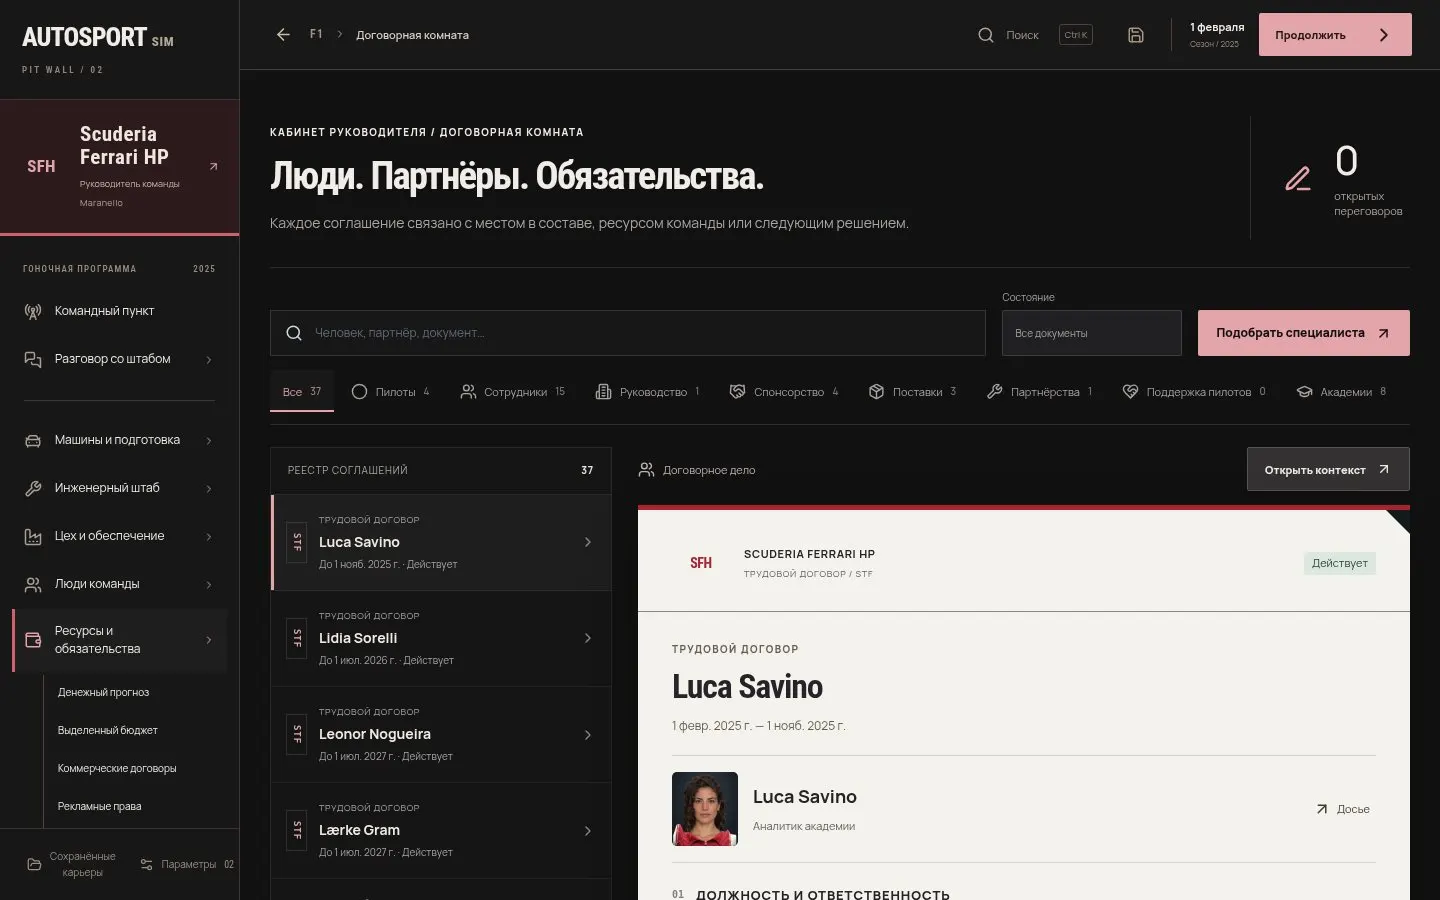 AUTOSPORT SIM
PIT WALL / 02
SFH
Scuderia
Ferrari HP
Руководитель команды
Maranello
ГОНОЧНАЯ ПРОГРАММА 2025
Командный пункт
Разговор со штабом
Машины и подготовка
Инженерный штаб
Цех и обеспечение
Люди команды
Ресурсы и
обязательства
Денежный прогноз
Выделенный бюджет
Коммерческие договоры
Рекламные права
Сохранённые
карьеры
Параметры 02
F1 Договорная комната
Поиск Ctrl K
1 февраля
Сезон / 2025
Продолжить
КАБИНЕТ РУКОВОДИТЕЛЯ / ДОГОВОРНАЯ КОМНАТА
Люди. Партнёры. Обязательства.
Каждое соглашение связано с местом в составе, ресурсом команды или следующим решением.
0
открытых
переговоров
Человек, партнёр, документ...
Состояние
Все документы
Подобрать специалиста
Все 37
Пилоты 4
Сотрудники 15
Руководство 1
Спонсорство 4
Поставки 3
Партнёрства 1
Поддержка пилотов 0
Академии 8
РЕЕСТР СОГЛАШЕНИЙ 37
STF
ТРУДОВОЙ ДОГОВОР
Luca Savino
До 1 нояб. 2025 г. · Действует
STF
ТРУДОВОЙ ДОГОВОР
Lidia Sorelli
До 1 июл. 2026 г. · Действует
STF
ТРУДОВОЙ ДОГОВОР
Leonor Nogueira
До 1 июл. 2027 г. · Действует
STF
ТРУДОВОЙ ДОГОВОР
Lærke Gram
До 1 июл. 2027 г. · Действует
Договорное дело
Открыть контекст
SFH
SCUDERIA FERRARI HP
ТРУДОВОЙ ДОГОВОР / STF
Действует
ТРУДОВОЙ ДОГОВОР
Luca Savino
1 февр. 2025 г. — 1 нояб. 2025 г.
Luca Savino
Аналитик академии
Досье
01 ДОЛЖНОСТЬ И ОТВЕТСТВЕННОСТЬ